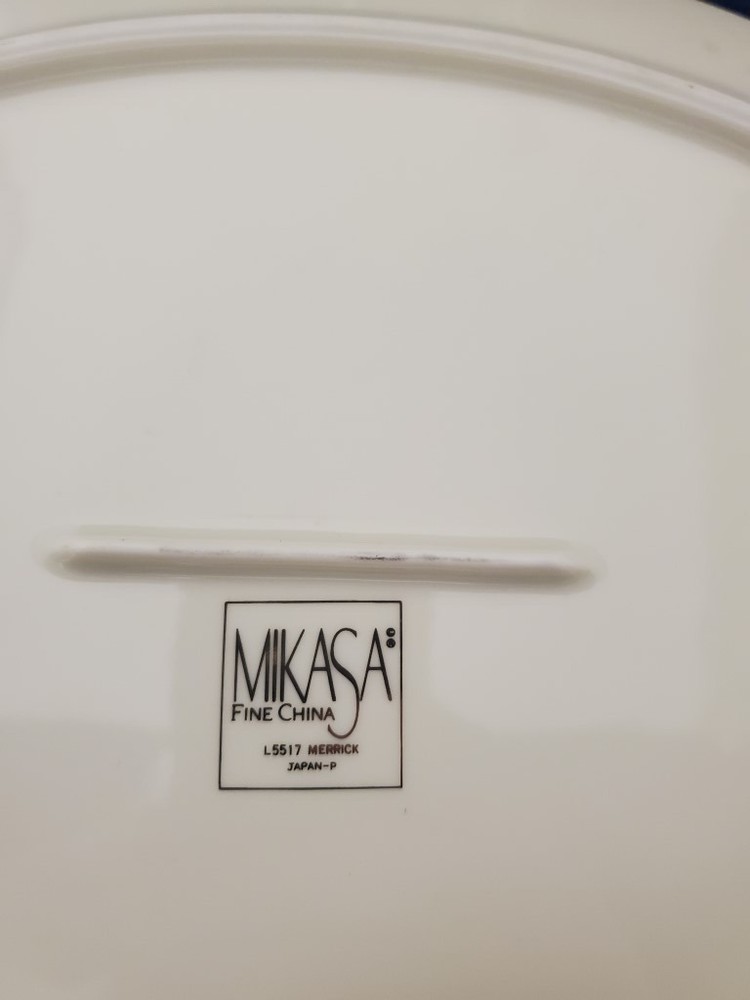 MIKASA
FINE CHINA
L5517 MERRICK
JAPAN-P